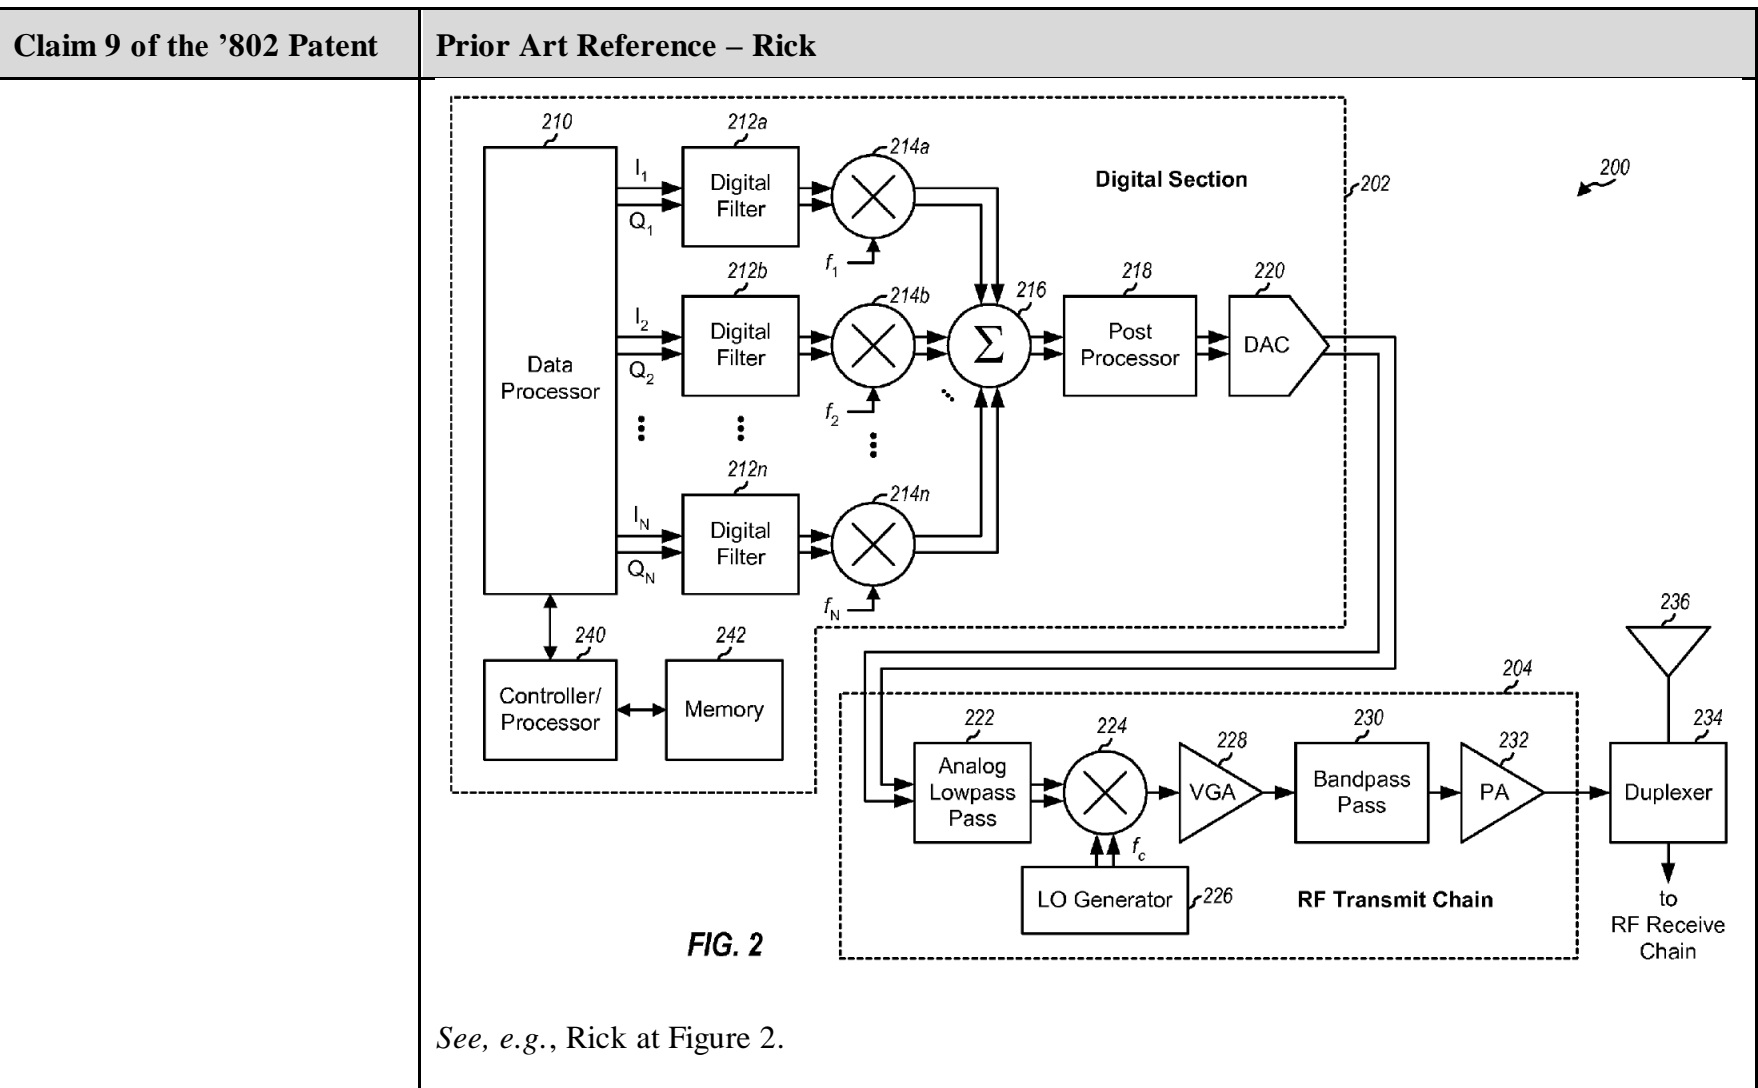 Claim 9 of the ’802 Patent
Prior Art Reference – Rick
210
212a
214a
I1
Q1
Digital
Filter
f1
Digital Section
202
200
212b
214b
I2
Q2
Digital
Filter
f2
216
Σ
218
Post
Processor
220
DAC
Data
Processor
212n
214n
IN
QN
Digital
Filter
fN
240
Controller/
Processor
242
Memory
236
204
222
Analog
Lowpass
Pass
224
fc
228
VGA
230
Bandpass
Pass
232
PA
234
Duplexer
LO Generator
226
RF Transmit Chain
to
RF Receive
Chain
FIG. 2
See, e.g., Rick at Figure 2.